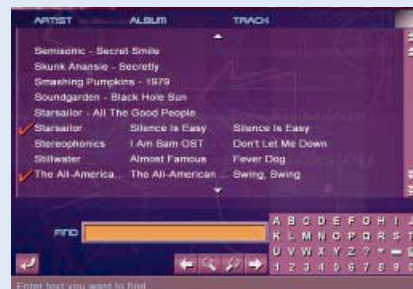 ARTIST ALBUM TRACK
Semisonic - Secret Smile
Skunk Anansie - Secretly
Smashing Pumpkins - 1979
Soundgarden - Black Hole Sun
Starsailor - All The Good People
Starsailor Silence Is Easy Silence Is Easy
Stereophonics I Am Sam OST Don't Let Me Down
Stillwater Almost Famous Fever Dog
The All-America... The All-American ... Swing, Swing
FIND
A B C D E F G H I J
K L M N O P Q R S T
U V W X Y Z ? * -
1 2 3 4 5 6 7 8 9
Enter text you want to find